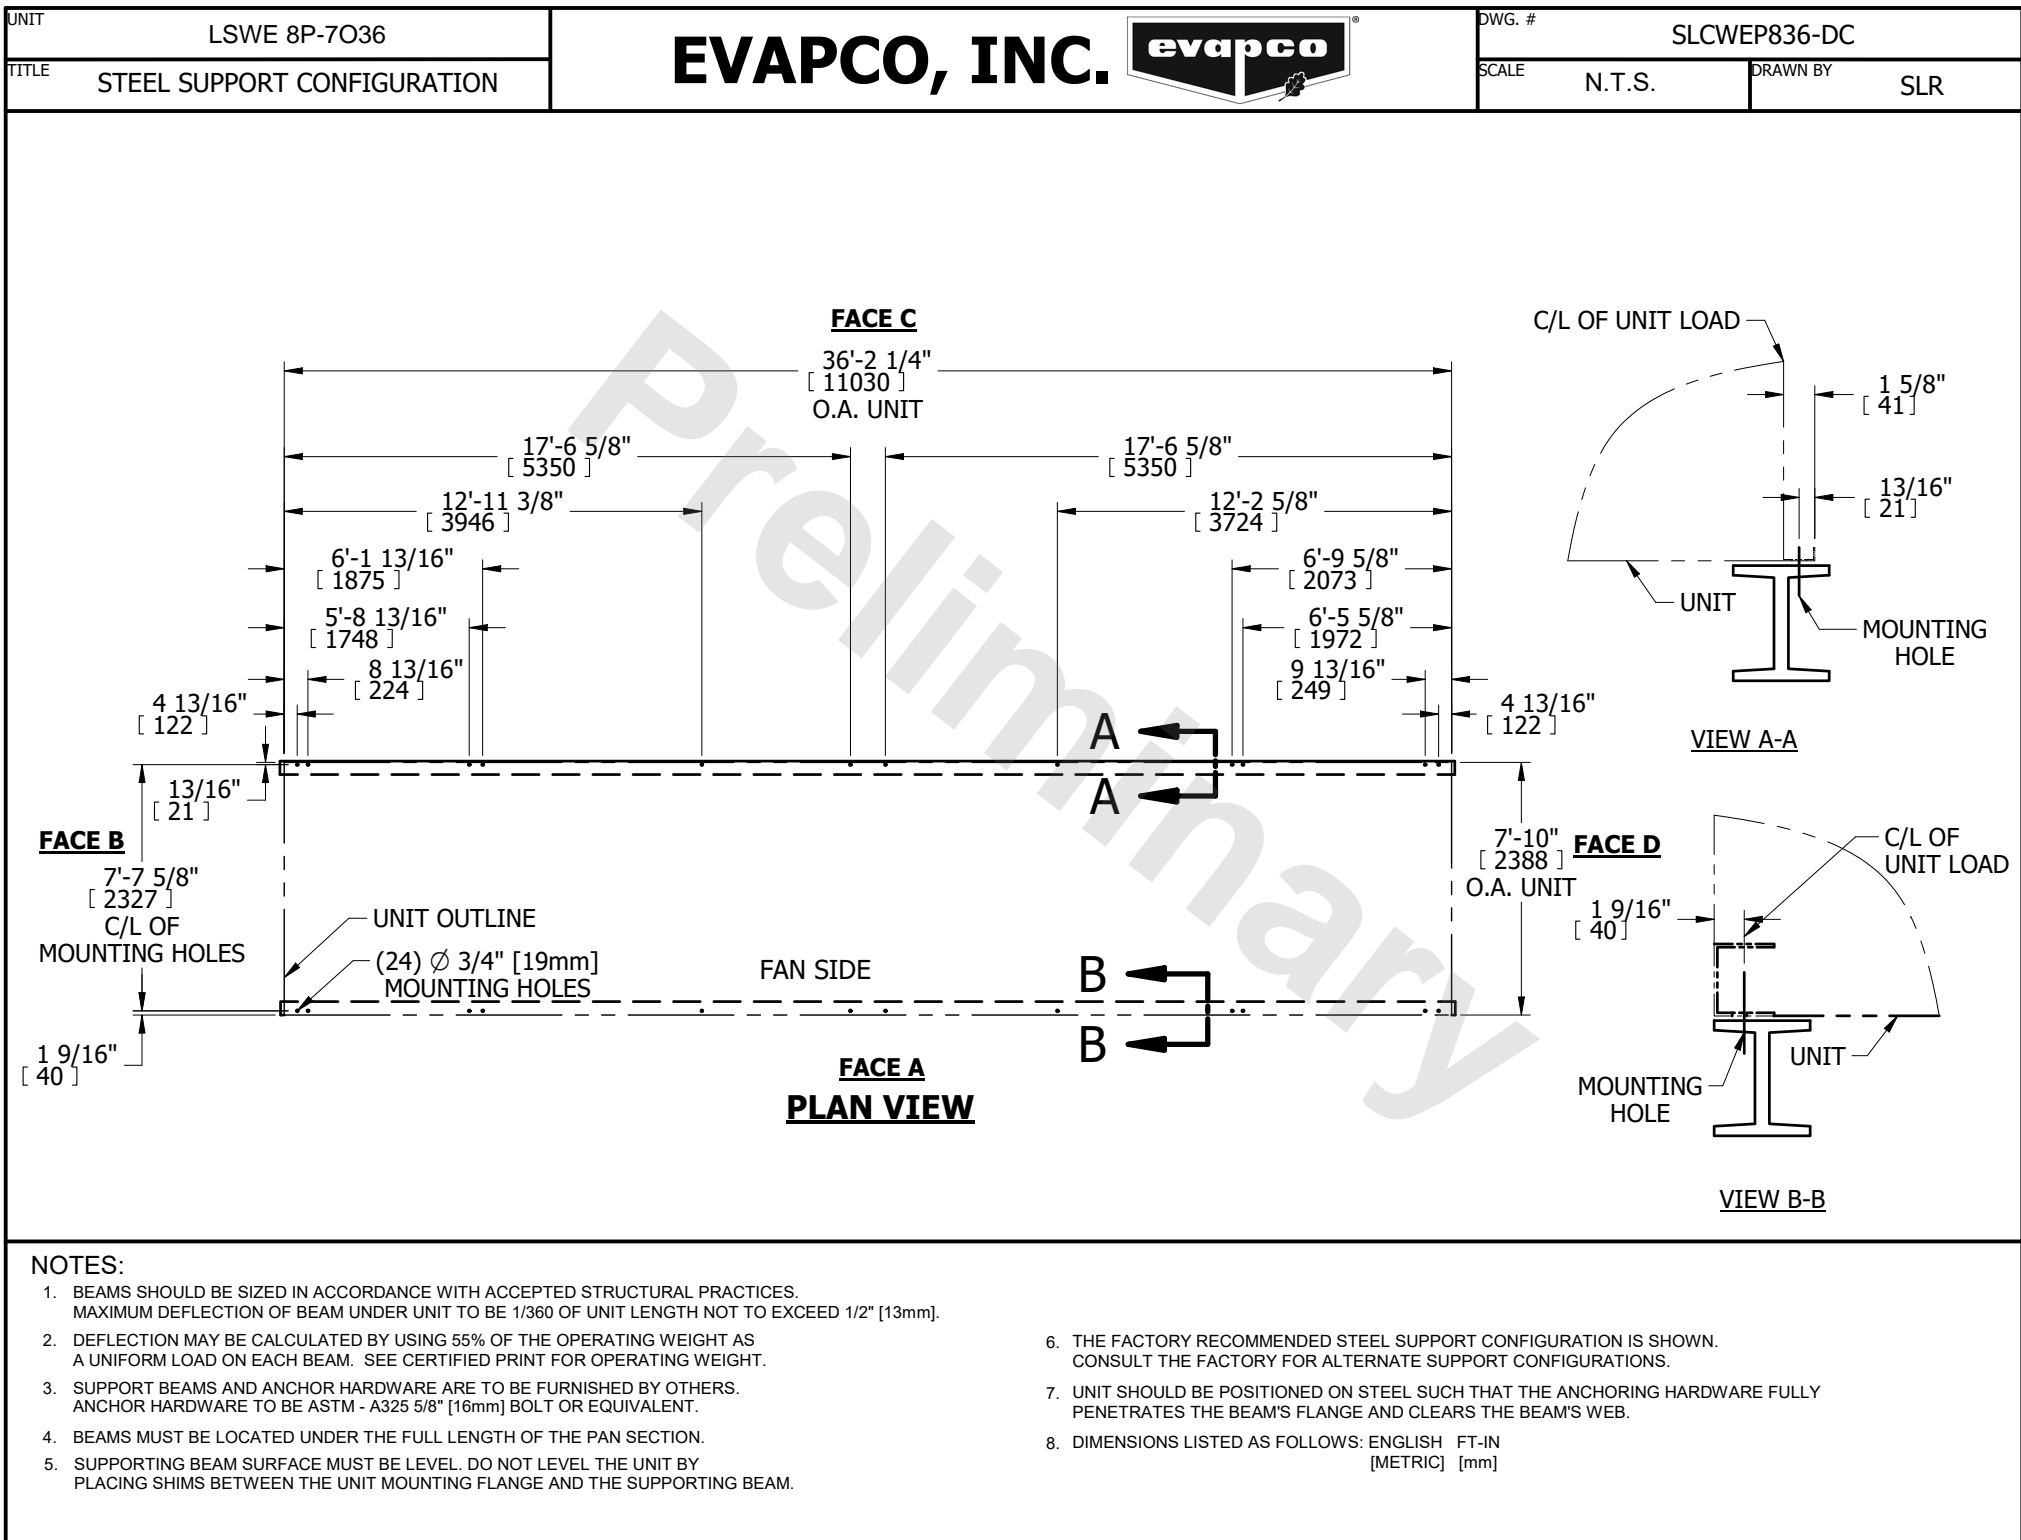 UNIT
LSWE 8P-7O36
TITLE
STEEL SUPPORT CONFIGURATION
EVAPCO, INC.
evapco
®
DWG. #
SLCWEP836-DC
SCALE
N.T.S.
DRAWN BY
SLR
FACE C
36'-2 1/4"
[ 11030 ]
O.A. UNIT
17'-6 5/8"
[ 5350 ]
17'-6 5/8"
[ 5350 ]
12'-11 3/8"
[ 3946 ]
12'-2 5/8"
[ 3724 ]
6'-1 13/16"
[ 1875 ]
6'-9 5/8"
[ 2073 ]
5'-8 13/16"
[ 1748 ]
6'-5 5/8"
[ 1972 ]
8 13/16"
[ 224 ]
9 13/16"
[ 249 ]
4 13/16"
[ 122 ]
4 13/16"
[ 122 ]
A
A
13/16"
[ 21 ]
FACE B
7'-7 5/8"
[ 2327 ]
C/L OF
MOUNTING HOLES
7'-10"
[ 2388 ]
O.A. UNIT
FACE D
UNIT OUTLINE
(24) Ø 3/4" [19mm]
MOUNTING HOLES
FAN SIDE
B
B
1 9/16"
[ 40 ]
FACE A
PLAN VIEW
Preliminary
C/L OF UNIT LOAD
1 5/8"
[ 41 ]
13/16"
[ 21 ]
UNIT
MOUNTING
HOLE
VIEW A-A
C/L OF
UNIT LOAD
1 9/16"
[ 40 ]
UNIT
MOUNTING
HOLE
VIEW B-B
NOTES:
1. BEAMS SHOULD BE SIZED IN ACCORDANCE WITH ACCEPTED STRUCTURAL PRACTICES.
MAXIMUM DEFLECTION OF BEAM UNDER UNIT TO BE 1/360 OF UNIT LENGTH NOT TO EXCEED 1/2" [13mm].
2. DEFLECTION MAY BE CALCULATED BY USING 55% OF THE OPERATING WEIGHT AS
A UNIFORM LOAD ON EACH BEAM. SEE CERTIFIED PRINT FOR OPERATING WEIGHT.
3. SUPPORT BEAMS AND ANCHOR HARDWARE ARE TO BE FURNISHED BY OTHERS.
ANCHOR HARDWARE TO BE ASTM - A325 5/8" [16mm] BOLT OR EQUIVALENT.
4. BEAMS MUST BE LOCATED UNDER THE FULL LENGTH OF THE PAN SECTION.
5. SUPPORTING BEAM SURFACE MUST BE LEVEL. DO NOT LEVEL THE UNIT BY
PLACING SHIMS BETWEEN THE UNIT MOUNTING FLANGE AND THE SUPPORTING BEAM.
6. THE FACTORY RECOMMENDED STEEL SUPPORT CONFIGURATION IS SHOWN.
CONSULT THE FACTORY FOR ALTERNATE SUPPORT CONFIGURATIONS.
7. UNIT SHOULD BE POSITIONED ON STEEL SUCH THAT THE ANCHORING HARDWARE FULLY
PENETRATES THE BEAM'S FLANGE AND CLEARS THE BEAM'S WEB.
8. DIMENSIONS LISTED AS FOLLOWS: ENGLISH FT-IN
[METRIC] [mm]